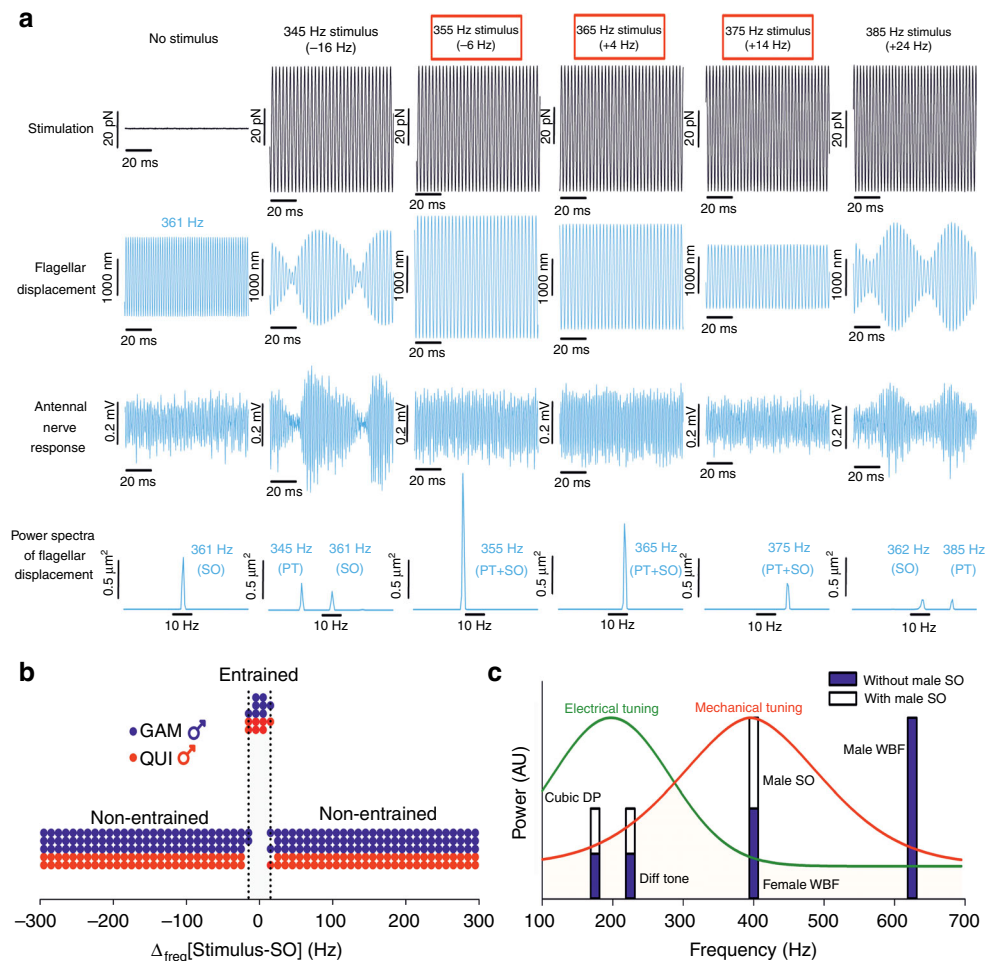 a
No stimulus
345 Hz stimulus
(–16 Hz)
355 Hz stimulus
(–6 Hz)
365 Hz stimulus
(+4 Hz)
375 Hz stimulus
(+14 Hz)
385 Hz stimulus
(+24 Hz)
Stimulation
20 pN
20 ms
20 pN
20 ms
20 pN
20 ms
20 pN
20 ms
20 pN
20 ms
20 pN
20 ms
Flagellar
displacement
361 Hz
1000 nm
20 ms
1000 nm
20 ms
1000 nm
20 ms
1000 nm
20 ms
1000 nm
20 ms
1000 nm
20 ms
Antennal
nerve
response
0.2 mV
20 ms
0.2 mV
20 ms
0.2 mV
20 ms
0.2 mV
20 ms
0.2 mV
20 ms
0.2 mV
20 ms
Power spectra
of flagellar
displacement
0.5 µm²
361 Hz
(SO)
10 Hz
0.5 µm²
345 Hz
(PT)
361 Hz
(SO)
10 Hz
0.5 µm²
355 Hz
(PT+SO)
10 Hz
0.5 µm²
365 Hz
(PT+SO)
10 Hz
0.5 µm²
375 Hz
(PT+SO)
10 Hz
0.5 µm²
362 Hz
(SO)
385 Hz
(PT)
10 Hz
b
Entrained
GAM ♂
QUI ♂
Non-entrained
Non-entrained
–300 –200 –100 0 100 200 300
Δfreq[Stimulus-SO] (Hz)
c
Without male SO
With male SO
Electrical tuning
Mechanical tuning
Male WBF
Cubic DP
Male SO
Diff tone
Female WBF
Power (AU)
100 200 300 400 500 600 700
Frequency (Hz)